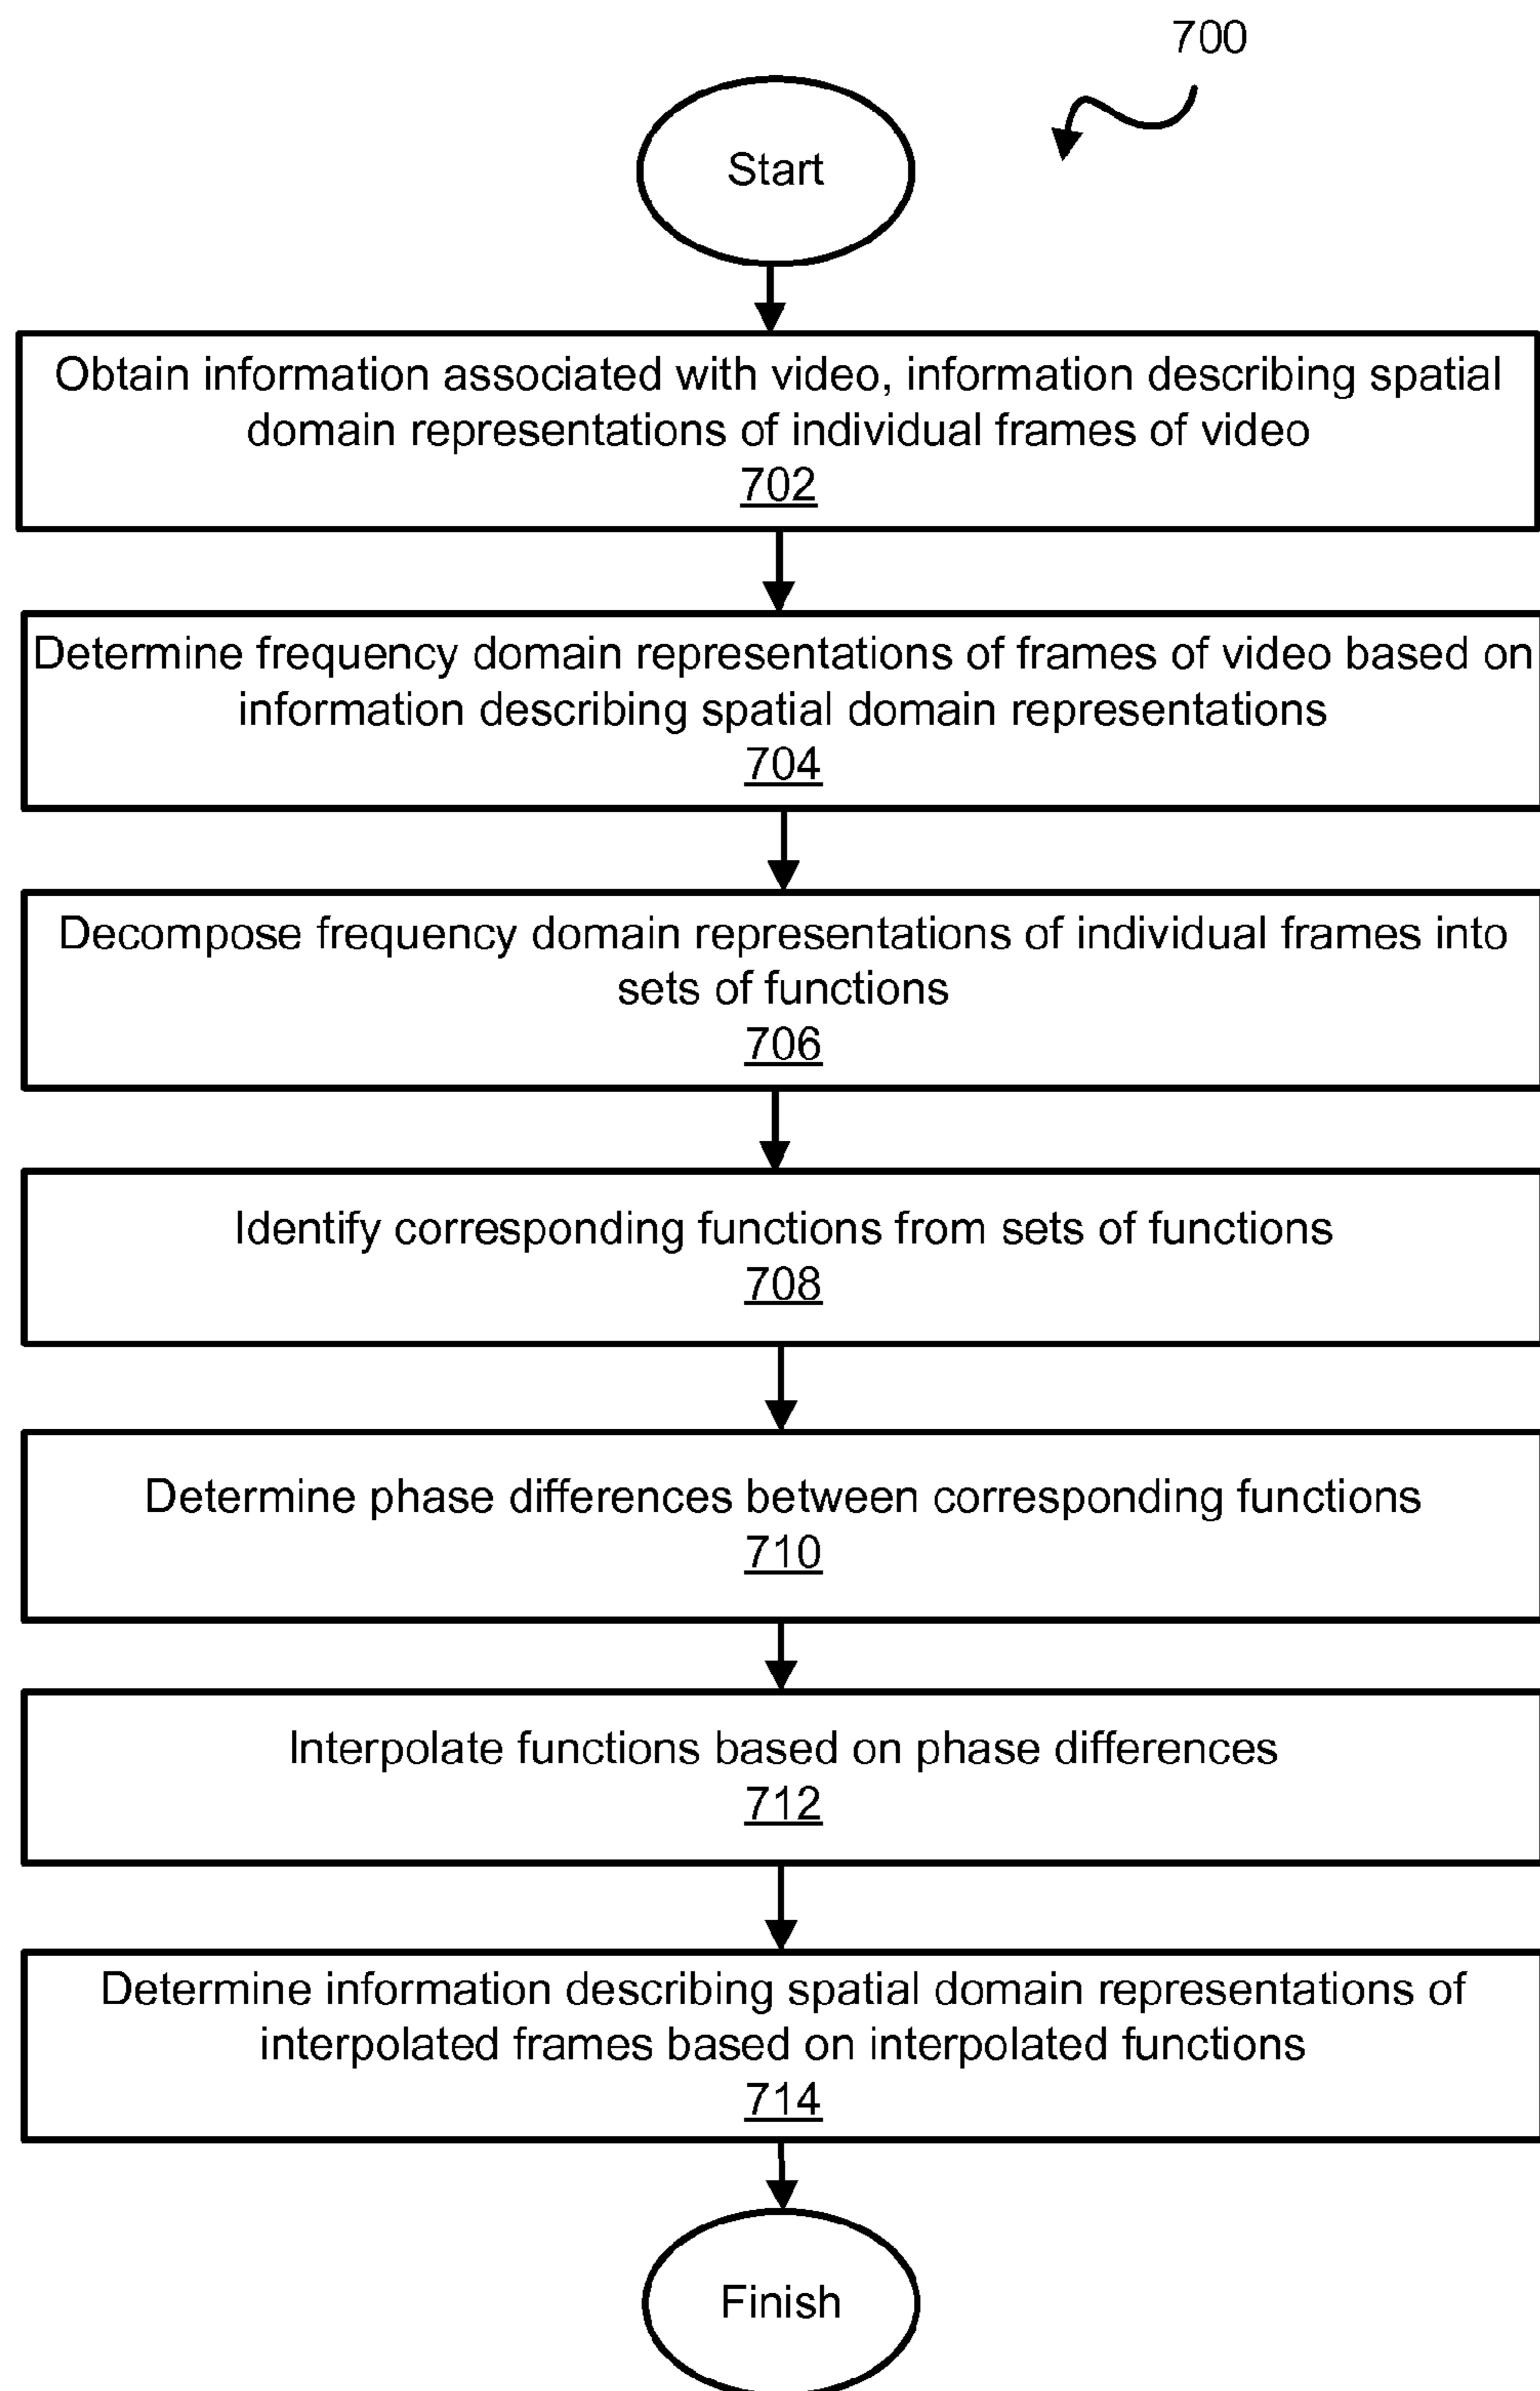 700
Start
Obtain information associated with video, information describing spatial
domain representations of individual frames of video
702
Determine frequency domain representations of frames of video based on
information describing spatial domain representations
704
Decompose frequency domain representations of individual frames into
sets of functions
706
Identify corresponding functions from sets of functions
708
Determine phase differences between corresponding functions
710
Interpolate functions based on phase differences
712
Determine information describing spatial domain representations of
interpolated frames based on interpolated functions
714
Finish